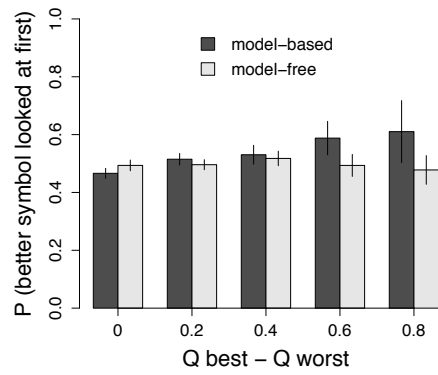 P (better symbol looked at first)
1.0
0.8
0.6
0.4
0.2
0.0
model−based
model−free
0
0.2
0.4
0.6
0.8
Q best − Q worst